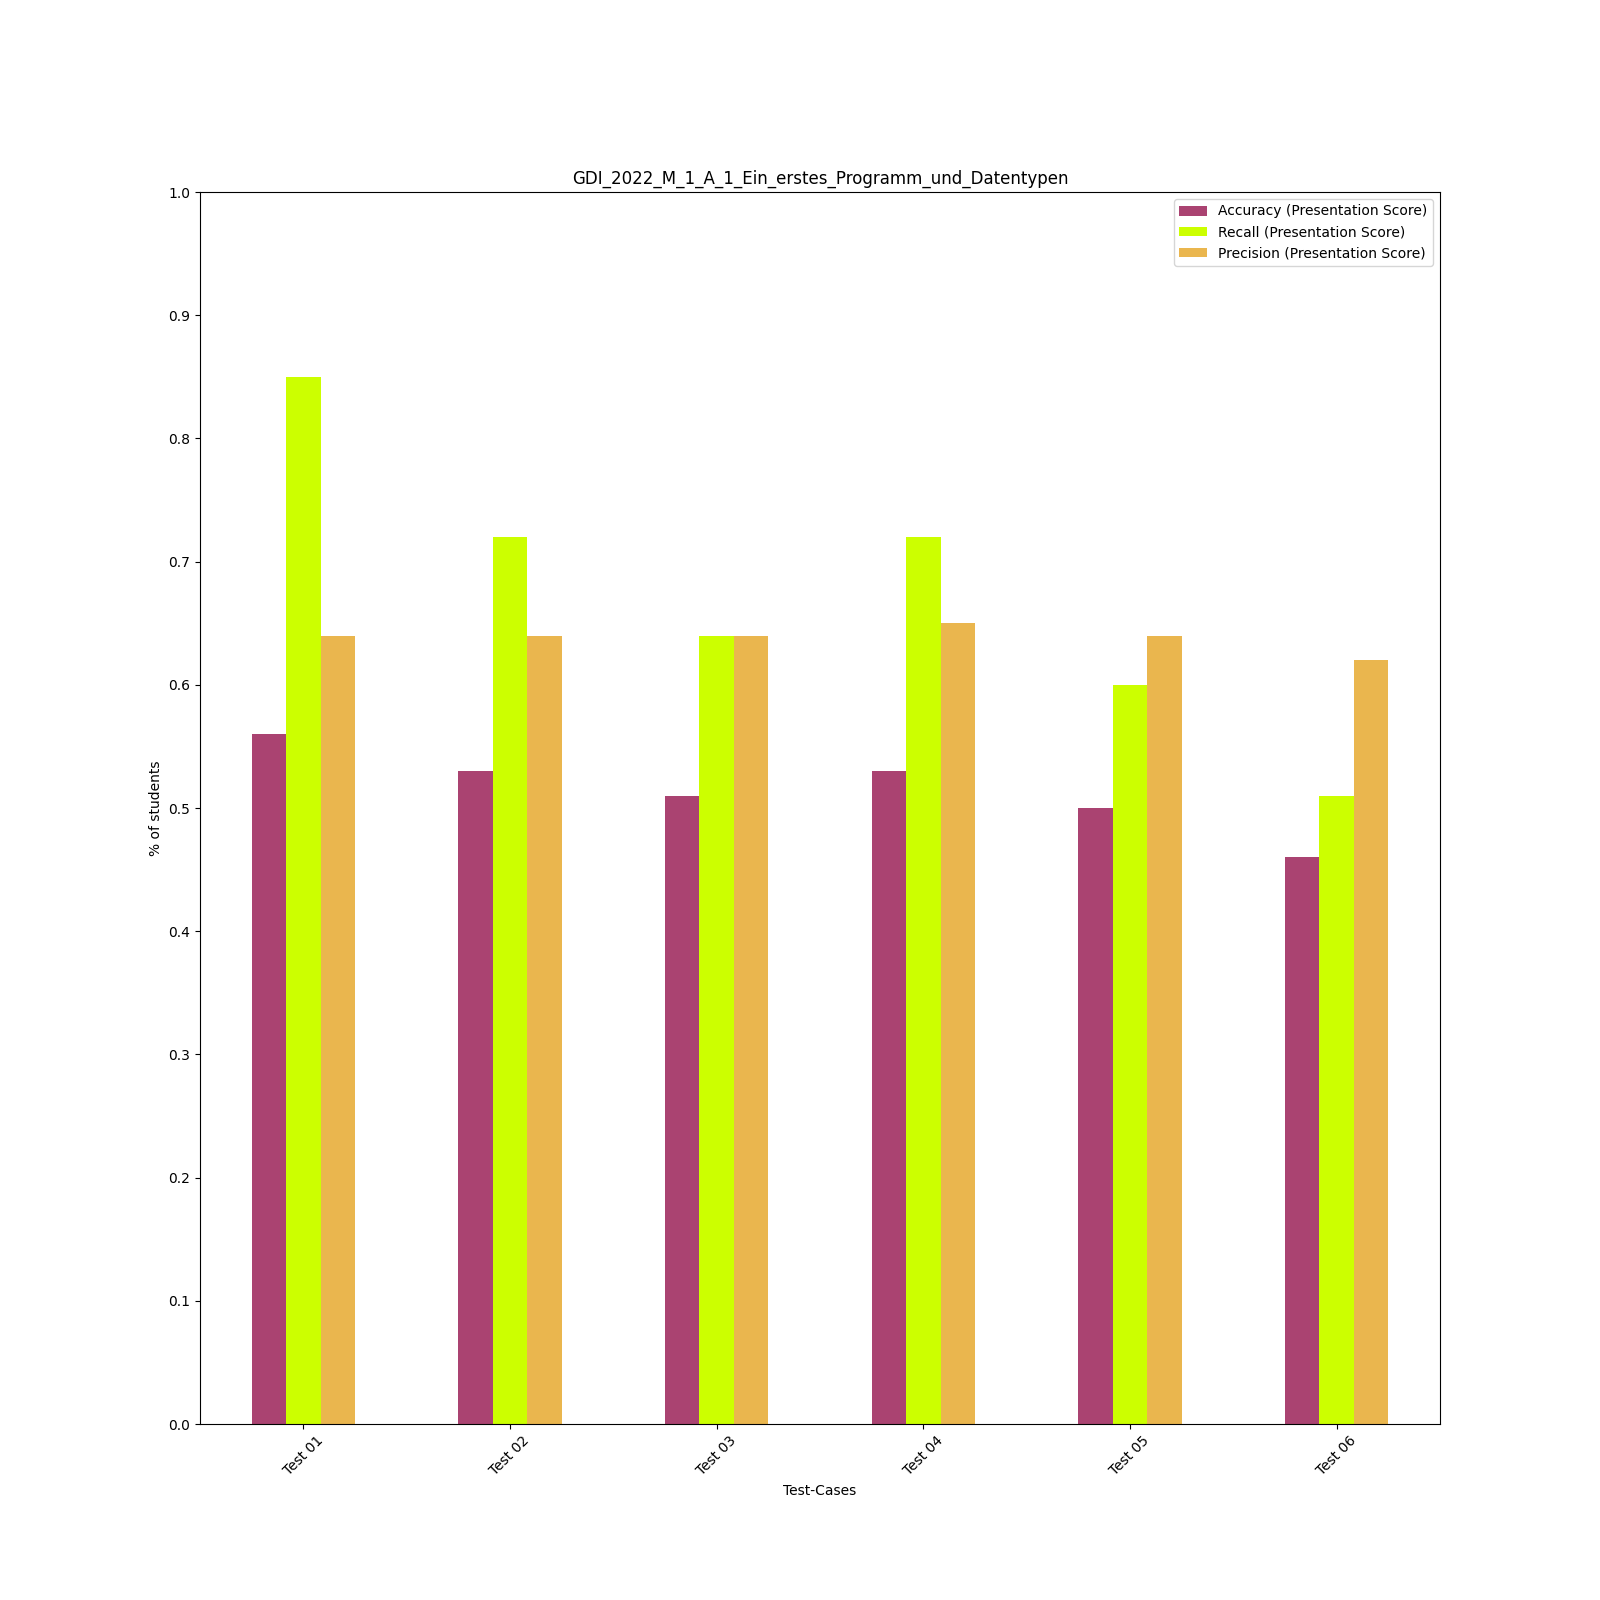 GDI_2022_M_1_A_1_Ein_erstes_Programm_und_Datentypen
Accuracy (Presentation Score)
Recall (Presentation Score)
Precision (Presentation Score)
1.0
0.9
0.8
0.7
0.6
0.5
0.4
0.3
0.2
0.1
0.0
% of students
Test 01
Test 02
Test 03
Test 04
Test 05
Test 06
Test-Cases